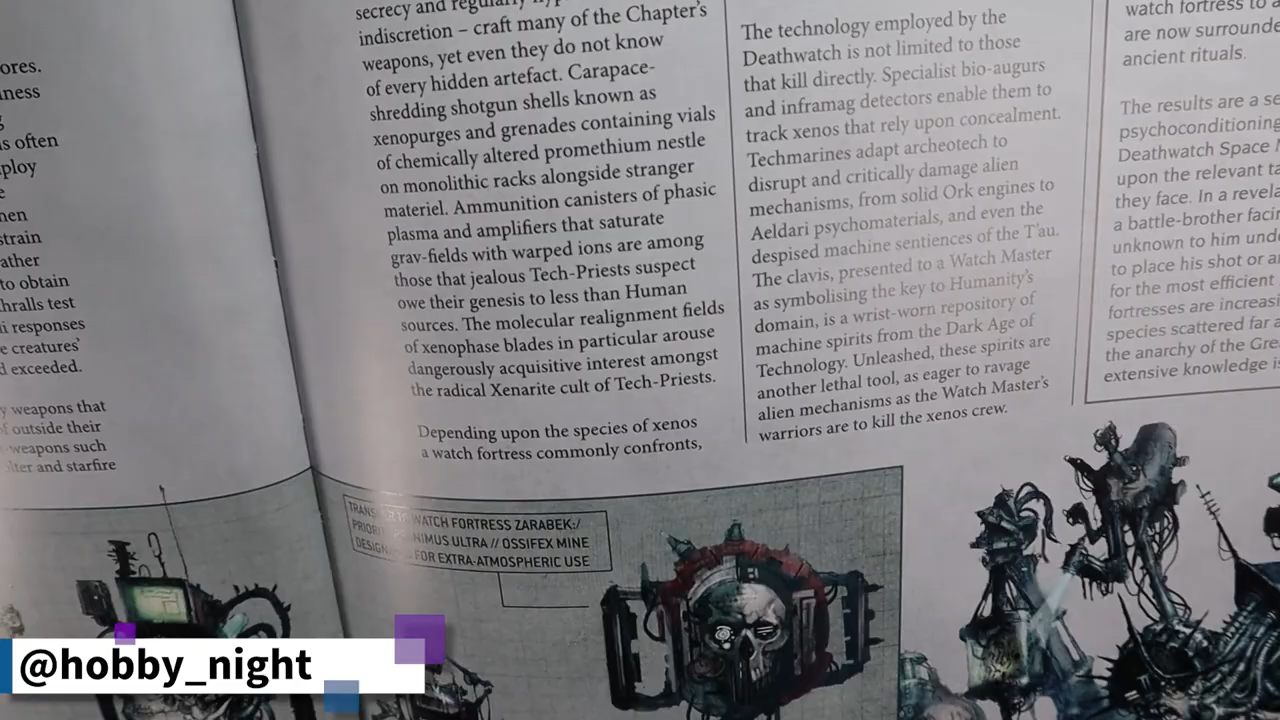 ores.
iness
s often
ploy
e
hen
strain
ather
to obtain
hralls test
ii responses
e creatures'
d exceeded.
y weapons that
f outside their
weapons such
lter and starfire
secrecy and regularly
indiscretion – craft many of the Chapter's
weapons, yet even they do not know
of every hidden artefact. Carapace-
shredding shotgun shells known as
xenopurges and grenades containing vials
of chemically altered promethium nestle
on monolithic racks alongside stranger
materiel. Ammunition canisters of phasic
plasma and amplifiers that saturate
grav-fields with warped ions are among
those that jealous Tech-Priests suspect
owe their genesis to less than Human
sources. The molecular realignment fields
of xenophase blades in particular arouse
dangerously acquisitive interest amongst
the radical Xenarite cult of Tech-Priests.
Depending upon the species of xenos
a watch fortress commonly confronts,
The technology employed by the
Deathwatch is not limited to those
that kill directly. Specialist bio-augurs
and inframag detectors enable them to
track xenos that rely upon concealment.
Techmarines adapt archeotech to
disrupt and critically damage alien
mechanisms, from solid Ork engines to
Aeldari psychomaterials, and even the
despised machine sentiences of the T'au.
The clavis, presented to a Watch Master
as symbolising the key to Humanity's
domain, is a wrist-worn repository of
machine spirits from the Dark Age of
Technology. Unleashed, these spirits are
another lethal tool, as eager to ravage
alien mechanisms as the Watch Master's
warriors are to kill the xenos crew.
watch fortress to a
are now surrounde
ancient rituals.
The results are a se
psychoconditioning
Deathwatch Space M
upon the relevant ta
they face. In a revela
a battle-brother facin
unknown to him unde
to place his shot or a
for the most efficient
fortresses are increasi
species scattered far a
the anarchy of the Gre
extensive knowledge is
TRANS WATCH FORTRESS ZARABEK:/
PRIOR NIMUS ULTRA // OSSIFEX MINE
DESIGN FOR EXTRA-ATMOSPHERIC USE
@hobby_night